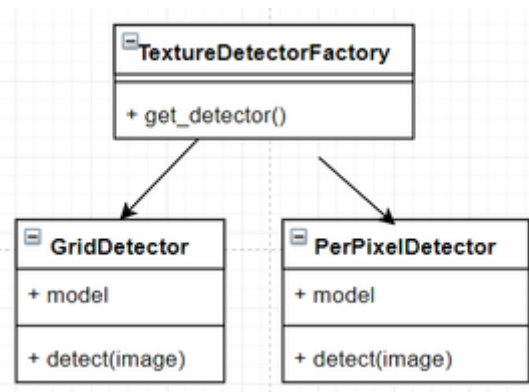 TextureDetectorFactory
+ get_detector()
GridDetector
+ model
+ detect(image)
PerPixelDetector
+ model
+ detect(image)